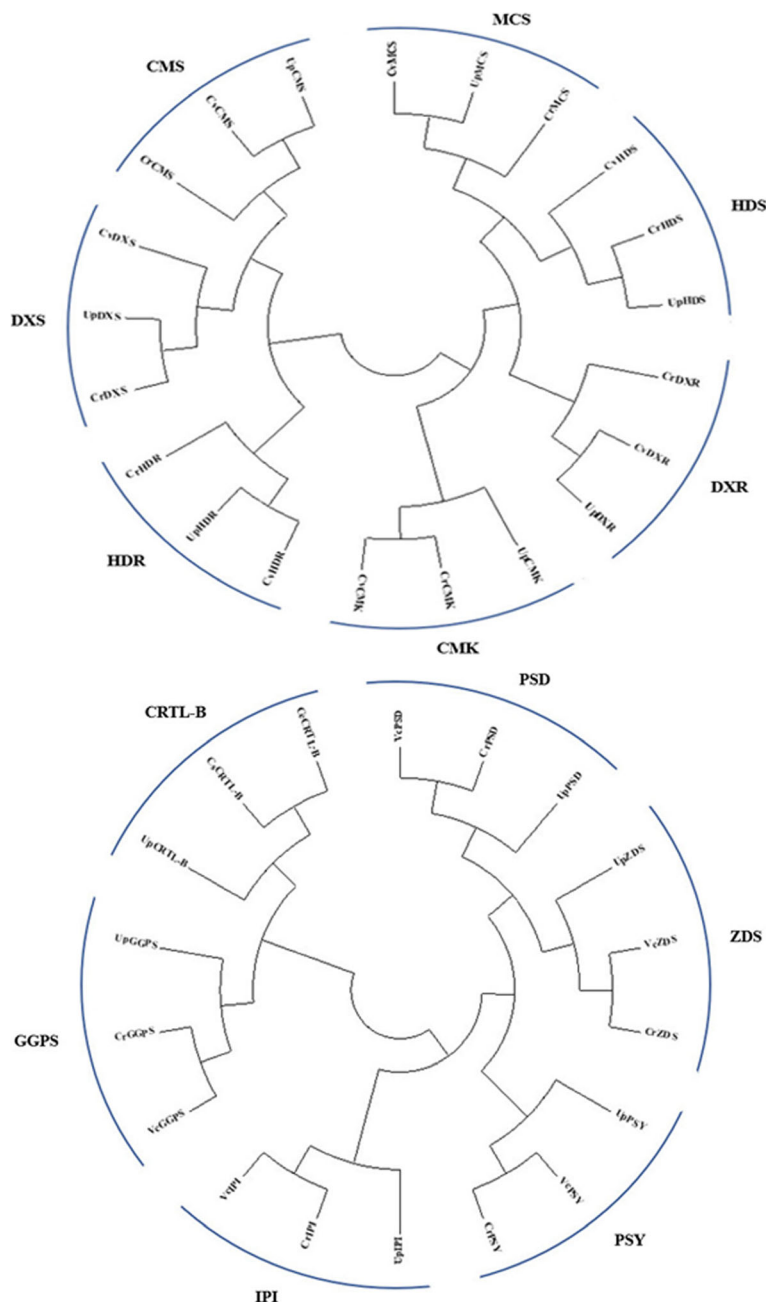 MCS
CMS
CvMCS
UpMCS
CrMCS
UpCMS
CvCMS
CrCMS
CvHDS
CrHDS
UpHDS
HDS
CvDXS
UpDXS
CrDXS
DXS
CrDXR
CvDXR
UpDXR
DXR
CrHDR
UpHDR
CvHDR
HDR
CvCMK
CrCMK
UpCMK
CMK
PSD
CRTL-B
VcPSD
CrPSD
UpPSD
CrCRTL-B
CsCRTL-B
UpCRTL-B
UpZDS
VcZDS
CrZDS
ZDS
UpGGPS
CrGGPS
VcGGPS
GGPS
UpPSY
VcPSY
CrPSY
PSY
VcIPI
CrIPI
UpIPI
IPI